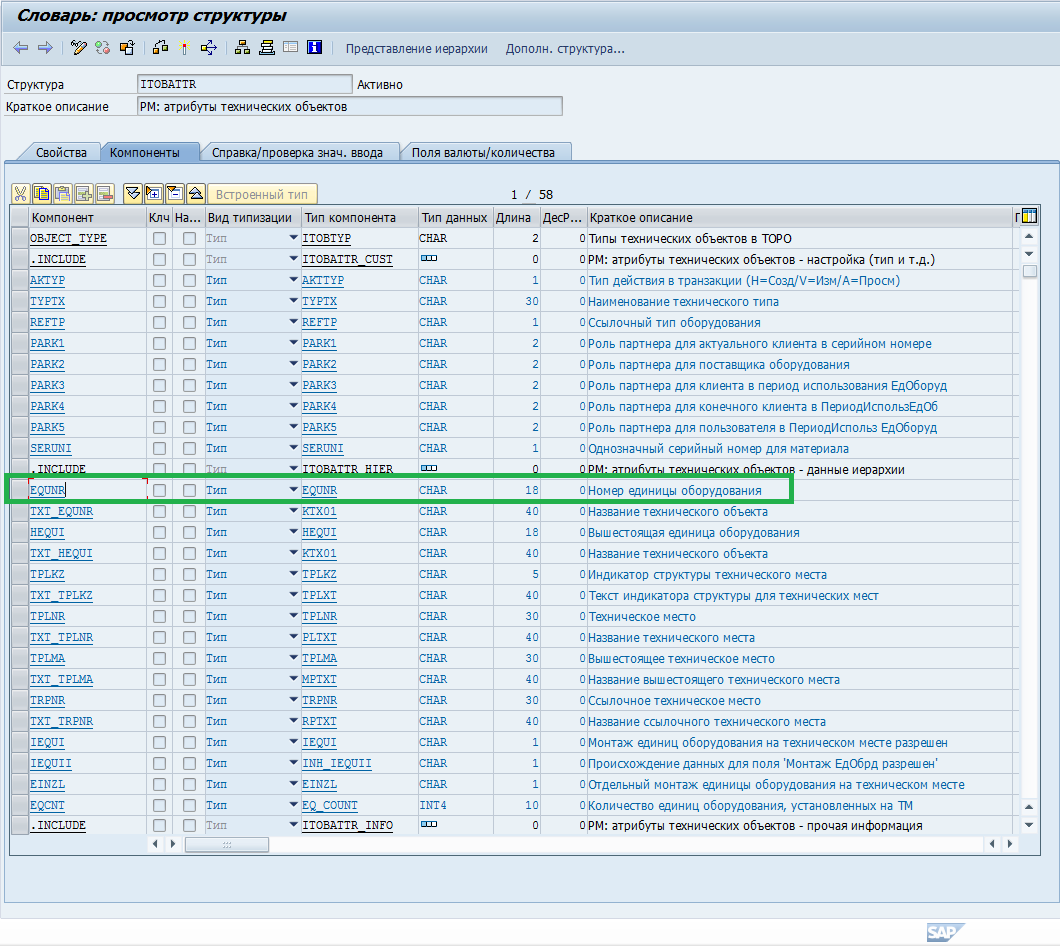 Словарь: просмотр структуры
Представление иерархии Дополн. структура...
Структура ITOBATTR Активно
Краткое описание PM: атрибуты технических объектов
Свойства Компоненты Справка/проверка знач. ввода Поля валюты/количества
Встроенный тип 1 / 58
Компонент Клч На... Вид типизации Тип компонента Тип данных Длина ДесР... Краткое описание Г
OBJECT_TYPE Тип ITOBTYP CHAR 2 0 Типы технических объектов в ТОРО
.INCLUDE Тип ITOBATTR_CUST 0 0 PM: атрибуты технических объектов - настройка (тип и т.д.)
AKTYP Тип AKTTYP CHAR 1 0 Тип действия в транзакции (H=Созд/V=Изм/A=Просм)
TYPTX Тип TYPTX CHAR 30 0 Наименование технического типа
REFTP Тип REFTP CHAR 1 0 Ссылочный тип оборудования
PARK1 Тип PARK1 CHAR 2 0 Роль партнера для актуального клиента в серийном номере
PARK2 Тип PARK2 CHAR 2 0 Роль партнера для поставщика оборудования
PARK3 Тип PARK3 CHAR 2 0 Роль партнера для клиента в период использования ЕдОборуд
PARK4 Тип PARK4 CHAR 2 0 Роль партнера для конечного клиента в ПериодИспользЕдОб
PARK5 Тип PARK5 CHAR 2 0 Роль партнера для пользователя в ПериодИспольз ЕдОборуд
SERUNI Тип SERUNI CHAR 1 0 Однозначный серийный номер для материала
.INCLUDE Тип ITOBATTR_HIER 0 0 PM: атрибуты технических объектов - данные иерархии
EQUNR Тип EQUNR CHAR 18 0 Номер единицы оборудования
TXT_EQUNR Тип KTX01 CHAR 40 0 Название технического объекта
HEQUI Тип HEQUI CHAR 18 0 Вышестоящая единица оборудования
TXT_HEQUI Тип KTX01 CHAR 40 0 Название технического объекта
TPLKZ Тип TPLKZ CHAR 5 0 Индикатор структуры технического места
TXT_TPLKZ Тип TPLXT CHAR 40 0 Текст индикатора структуры для технических мест
TPLNR Тип TPLNR CHAR 30 0 Техническое место
TXT_TPLNR Тип PLTXT CHAR 40 0 Название технического места
TPLMA Тип TPLMA CHAR 30 0 Вышестоящее техническое место
TXT_TPLMA Тип MPTXT CHAR 40 0 Название вышестоящего технического места
TRPNR Тип TRPNR CHAR 30 0 Ссылочное техническое место
TXT_TRPNR Тип RPTXT CHAR 40 0 Название ссылочного технического места
IEQUI Тип IEQUI CHAR 1 0 Монтаж единиц оборудования на техническом месте разрешен
IEQUII Тип INH_IEQUII CHAR 1 0 Происхождение данных для поля 'Монтаж ЕдОбрд разрешен'
EINZL Тип EINZL CHAR 1 0 Отдельный монтаж единицы оборудования на техническом месте
EQCNT Тип EQ_COUNT INT4 10 0 Количество единиц оборудования, установленных на ТМ
.INCLUDE Тип ITOBATTR_INFO 0 0 PM: атрибуты технических объектов - прочая информация
SAP